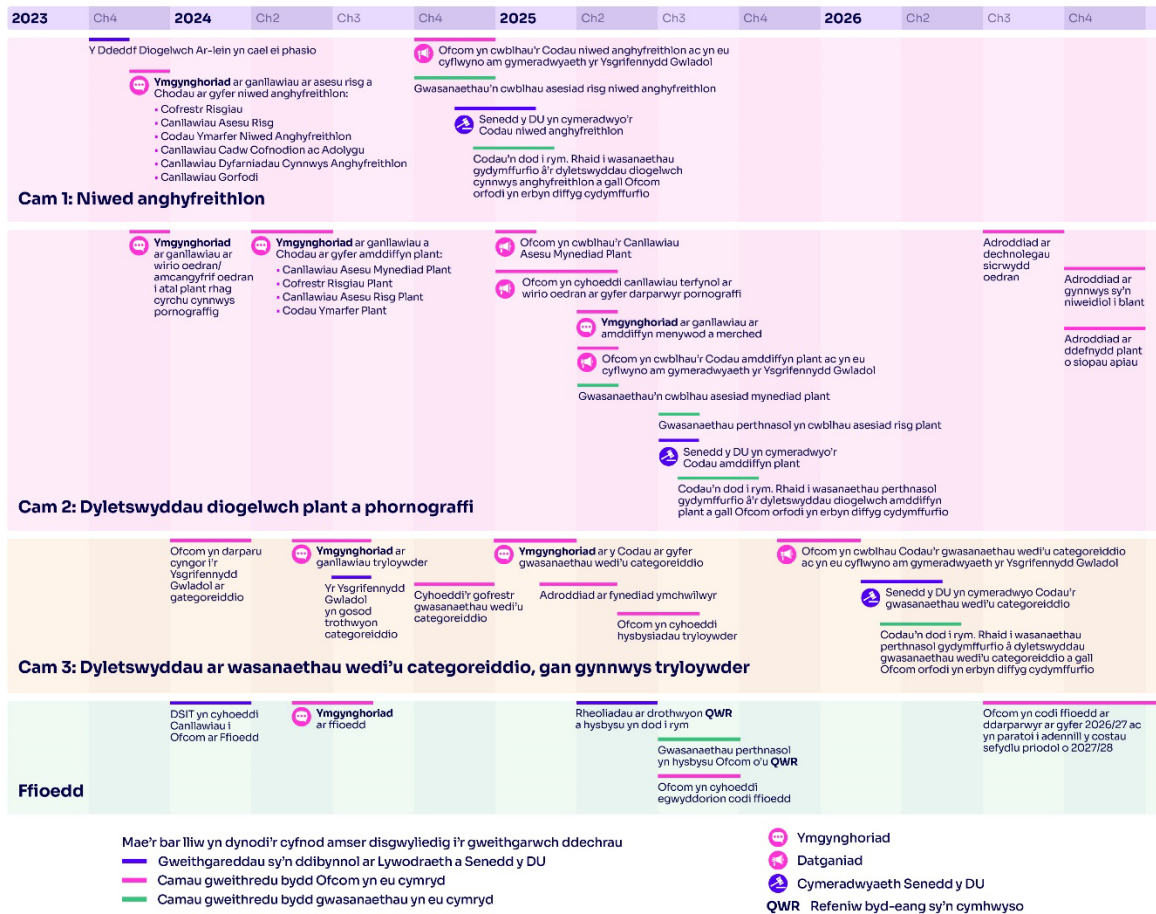 2023 Ch4 2024 Ch2 Ch3 Ch4 2025 Ch2 Ch3 Ch4 2026 Ch2 Ch3 Ch4
Y Ddeddf Diogelwch Ar-lein yn cael ei phasio
Ymgynghoriad ar ganllawiau ar asesu risg a
Chodau ar gyfer niwed anghyfreithlon:
• Cofrestr Risgiau
• Canllawiau Asesu Risg
• Codau Ymarfer Niwed Anghyfreithlon
• Canllawiau Cadw Cofnodion ac Adolygu
• Canllawiau Dyfarniadau Cynnwys Anghyfreithlon
• Canllawiau Gorfodi
Ofcom yn cwblhau'r Codau niwed anghyfreithlon ac yn eu
cyflwyno am gymeradwyaeth yr Ysgrifennydd Gwladol
Gwasanaethau'n cwblhau asesiad risg niwed anghyfreithlon
Senedd y DU yn cymeradwyo'r
Codau niwed anghyfreithlon
Codau'n dod i rym. Rhaid i wasanaethau
gydymffurfio â'r dyletswyddau diogelwch
cynnwys anghyfreithlon a gall Ofcom
orfodi yn erbyn diffyg cydymffurfio
Cam 1: Niwed anghyfreithlon
Ymgynghoriad
ar ganllawiau ar
wirio oedran/
amcangyfrif oedran
i atal plant rhag
cyrchu cynnwys
pornograffig
Ymgynghoriad ar ganllawiau a
Chodau ar gyfer amddiffyn plant:
• Canllawiau Asesu Mynediad Plant
• Cofrestr Risgiau Plant
• Canllawiau Asesu Risg Plant
• Codau Ymarfer Plant
Ofcom yn cwblhau'r Canllawiau
Asesu Mynediad Plant
Ofcom yn cyhoeddi canllawiau terfynol ar
wirio oedran ar gyfer darparwyr pornograffi
Ymgynghoriad ar ganllawiau ar
amddiffyn menywod a merched
Ofcom yn cwblhau'r Codau amddiffyn plant ac yn eu
cyflwyno am gymeradwyaeth yr Ysgrifennydd Gwladol
Gwasanaethau'n cwblhau asesiad mynediad plant
Gwasanaethau perthnasol yn cwblhau asesiad risg plant
Senedd y DU yn cymeradwyo'r
Codau amddiffyn plant
Codau'n dod i rym. Rhaid i wasanaethau perthnasol
gydymffurfio â'r dyletswyddau diogelwch amddiffyn
plant a gall Ofcom orfodi yn erbyn diffyg cydymffurfio
Adroddiad ar
dechnolegau
sicrwydd
oedran
Adroddiad ar
gynnwys sy'n
niweidiol i blant
Adroddiad ar
ddefnydd plant
o siopau apiau
Cam 2: Dyletswyddau diogelwch plant a phornograffi
Ofcom yn darparu
cyngor i'r
Ysgrifennydd
Gwladol ar
gategoreiddio
Ymgynghoriad ar
ganllawiau tryloywder
Yr Ysgrifennydd
Gwladol
yn gosod
trothwyon
categoreiddio
Cyhoeddi'r gofrestr
gwasanaethau wedi'u
categoreiddio
Ymgynghoriad ar y Codau ar gyfer
gwasanaethau wedi'u categoreiddio
Adroddiad ar fynediad ymchwilwyr
Ofcom yn cyhoeddi
hysbysiadau tryloywder
Ofcom yn cwblhau Codau'r gwasanaethau wedi'u categoreiddio
ac yn eu cyflwyno am gymeradwyaeth yr Ysgrifennydd Gwladol
Senedd y DU yn cymeradwyo Codau'r
gwasanaethau wedi'u categoreiddio
Codau'n dod i rym. Rhaid i wasanaethau
perthnasol gydymffurfio â dyletswyddau
gwasanaethau wedi'u categoreiddio a gall
Ofcom orfodi yn erbyn diffyg cydymffurfio
Cam 3: Dyletswyddau ar wasanaethau wedi'u categoreiddio, gan gynnwys tryloywder
DSIT yn cyhoeddi
Canllawiau i
Ofcom ar Ffioedd
Ymgynghoriad
ar ffioedd
Rheoliadau ar drothwyon QWR
a hysbysu yn dod i rym
Gwasanaethau perthnasol
yn hysbysu Ofcom o'u QWR
Ofcom yn cyhoeddi
egwyddorion codi ffioedd
Ofcom yn codi ffioedd ar
ddarparwyr ar gyfer 2026/27 ac
yn paratoi i adennill y costau
sefydlu priodol o 2027/28
Ffioedd
Mae'r bar lliw yn dynodi'r cyfnod amser disgwyliedig i'r gweithgarwch ddechrau
Gweithgareddau sy'n ddibynnol ar Lywodraeth a Senedd y DU
Camau gweithredu bydd Ofcom yn eu cymryd
Camau gweithredu bydd gwasanaethau yn eu cymryd
Ymgynghoriad
Datganiad
Cymeradwyaeth Senedd y DU
QWR Refeniw byd-eang sy'n cymhwyso